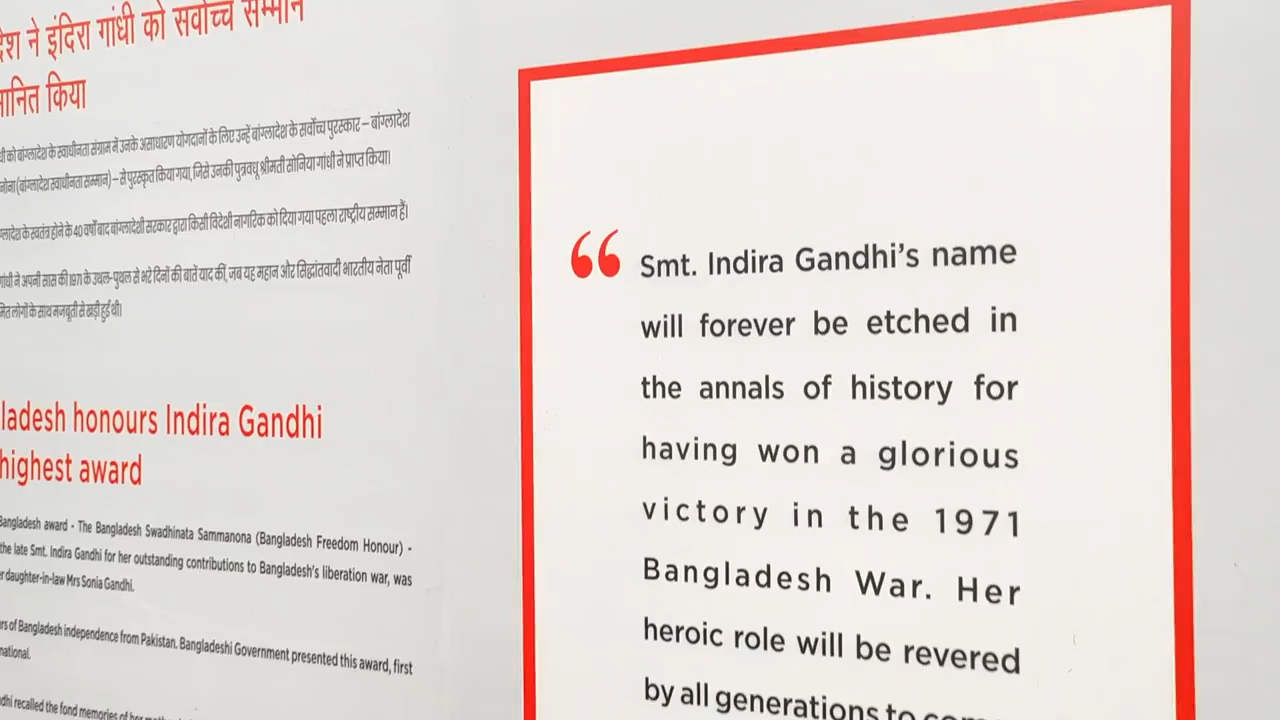 ने इंदिरा गांधी को सर्वोच्च सम्मान
किया
को बांग्लादेश के स्वाधीनता संग्राम में उनके असाधारण योगदानों के लिए उन्हें बांग्लादेश के सर्वोच्च पुरस्कार – बांग्लादेश
(बांग्लादेश स्वाधीनता सम्मान) – से पुरस्कृत किया गया, जिसे उनकी पुत्रवधू श्रीमती सोनिया गांधी ने प्राप्त किया।
के स्वतंत्र होने के 40 वर्षों बाद बांग्लादेशी सरकार द्वारा किसी विदेशी नागरिक को दिया गया पहला राष्ट्रीय सम्मान हैं।
गांधी ने अपनी सास की 1971 के उथल-पुथल से भरे दिनों की बातें याद कीं, जब यह महान और सिद्धांतवादी भारतीय नेता पूर्वी
लोगों के साथ मजबूती से खड़ी हुई थी।
ladesh honours Indira Gandhi
highest award
Bangladesh award - The Bangladesh Swadhinata Sammanona (Bangladesh Freedom Honour) -
the late Smt. Indira Gandhi for her outstanding contributions to Bangladesh's liberation war, was
daughter-in-law Mrs Sonia Gandhi.
of Bangladesh independence from Pakistan, Bangladeshi Government presented this award, first
national.
dhi recalled the fond memories of her
“ Smt. Indira Gandhi’s name
will forever be etched in
the annals of history for
having won a glorious
victory in the 1971
Bangladesh War. Her
heroic role will be revered
by all generations to